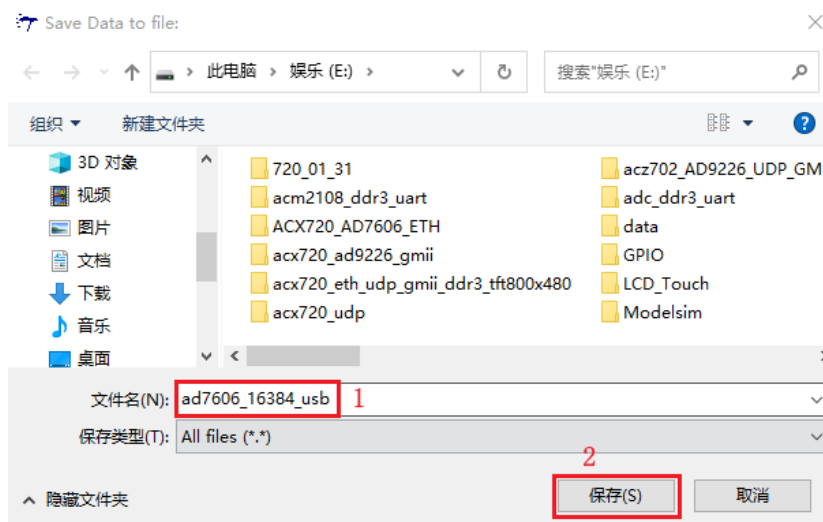 Save Data to file:
此电脑 › 娱乐 (E:) ›
搜索"娱乐 (E:)"
组织
新建文件夹
3D 对象
视频
图片
文档
下载
音乐
桌面
720_01_31
acm2108_ddr3_uart
ACX720_AD7606_ETH
acx720_ad9226_gmii
acx720_eth_udp_gmii_ddr3_tft800x480
acx720_udp
acz702_AD9226_UDP_GM
adc_ddr3_uart
data
GPIO
LCD_Touch
Modelsim
文件名(N): ad7606_16384_usb 1
保存类型(T): All files (*.*)
2
隐藏文件夹
保存(S)
取消